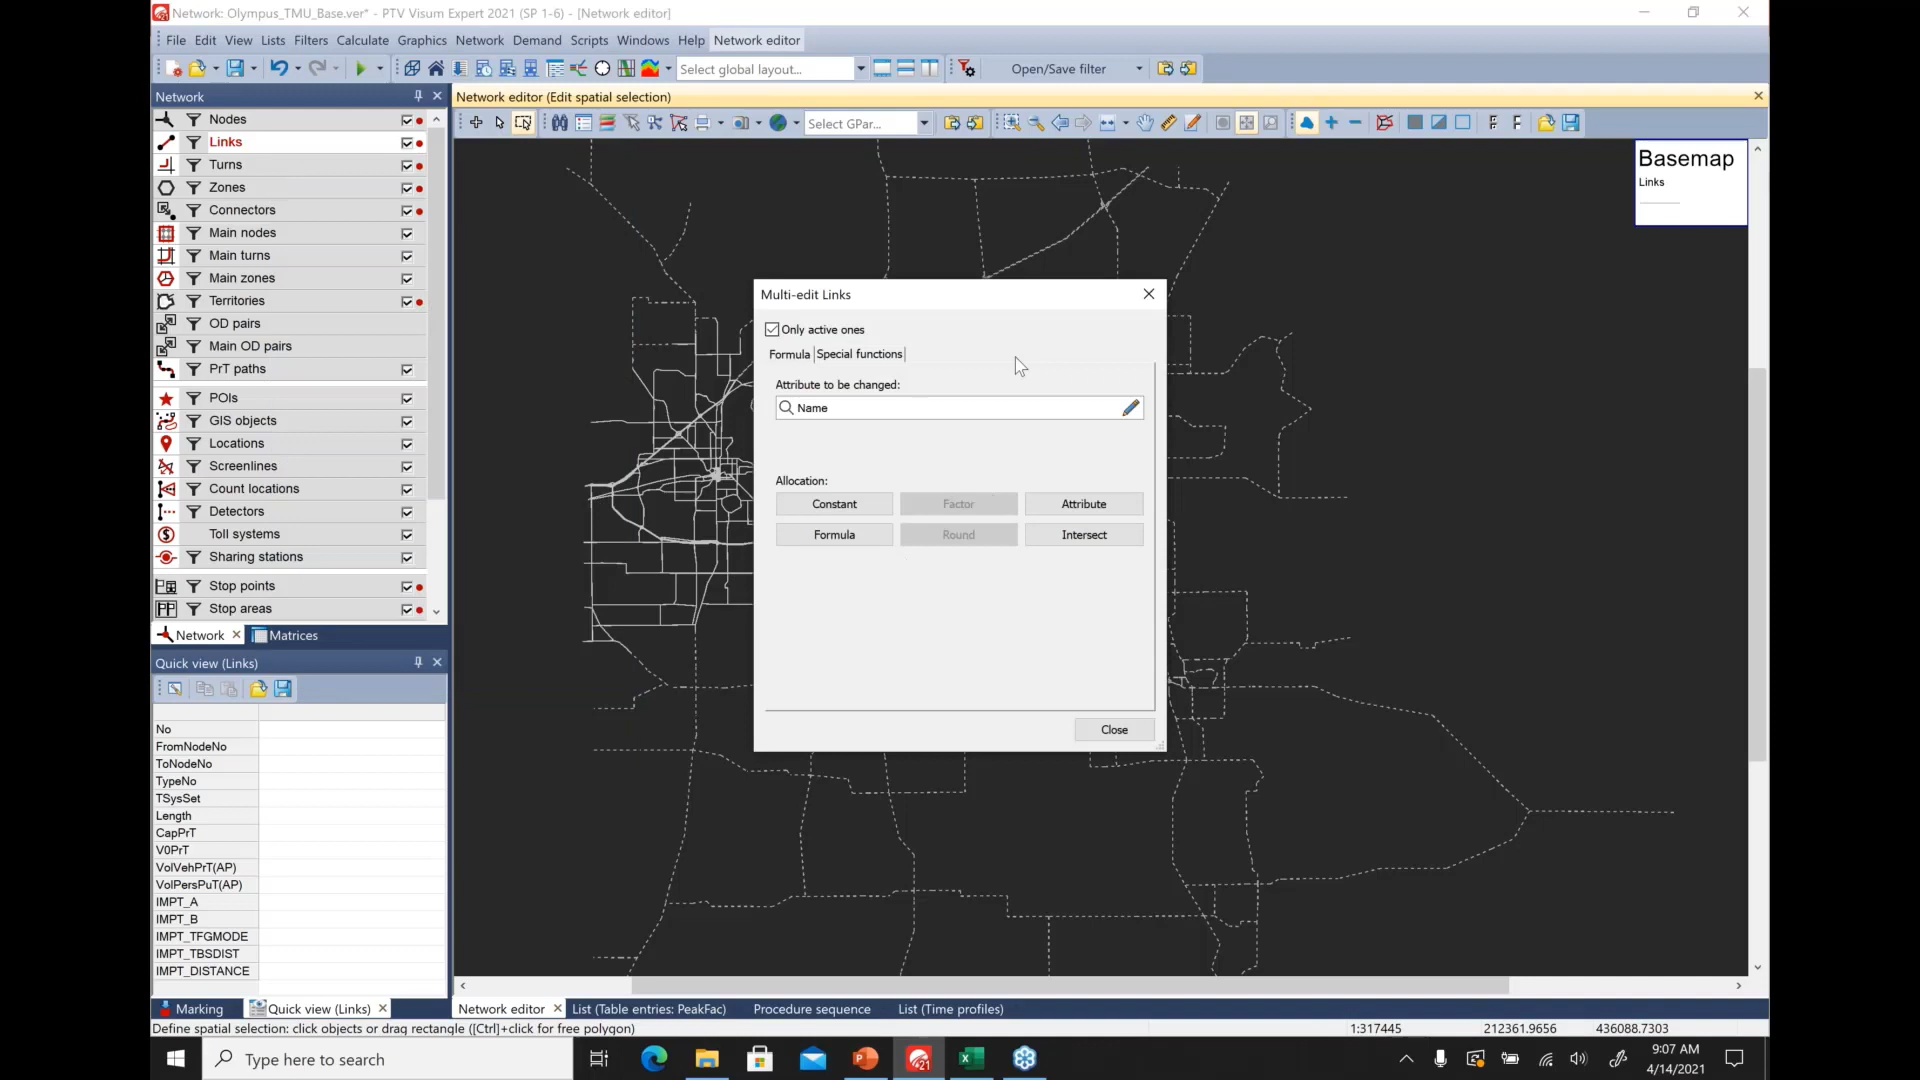 Network: Olympus_TMU_Base.ver* - PTV Visum Expert 2021 (SP 1-6) - [Network editor]
File Edit View Lists Filters Calculate Graphics Network Demand Scripts Windows Help Network editor
Select global layout... Open/Save filter
Network
Network editor (Edit spatial selection)
Select GPar...
Nodes
Links
Turns
Zones
Connectors
Main nodes
Main turns
Main zones
Territories
OD pairs
Main OD pairs
PrT paths
POIs
GIS objects
Locations
Screenlines
Count locations
Detectors
Toll systems
Sharing stations
Stop points
Stop areas
Network Matrices
Quick view (Links)
No
FromNodeNo
ToNodeNo
TypeNo
TSysSet
Length
CapPrT
V0PrT
VolVehPrT(AP)
VolPersPuT(AP)
IMPT_A
IMPT_B
IMPT_TFGMODE
IMPT_TBSDIST
IMPT_DISTANCE
Marking Quick view (Links)
Basemap
Links
Multi-edit Links
Only active ones
Formula Special functions
Attribute to be changed:
Name
Allocation:
Constant Factor Attribute
Formula Round Intersect
Close
Network editor List (Table entries: PeakFac) Procedure sequence List (Time profiles)
Define spatial selection: click objects or drag rectangle ([Ctrl]+click for free polygon) 1:317445 212361.9656 436088.7303
Type here to search
21
9:07 AM
4/14/2021